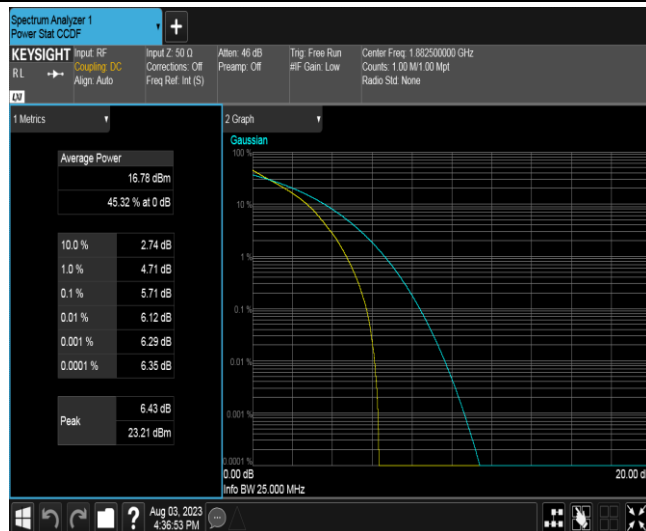 Spectrum Analyzer 1
Power Stat CCDF
KEYSIGHT
RL
Input: RF
Coupling: DC
Align: Auto
Input Z: 50 Ω
Corrections: Off
Freq Ref: Int (S)
Atten: 46 dB
Preamp: Off
Trig: Free Run
#IF Gain: Low
Center Freq: 1.882500000 GHz
Counts: 1.00 M/1.00 Mpt
Radio Std: None
1 Metrics
Average Power
16.78 dBm
45.32 % at 0 dB
10.0 % 2.74 dB
1.0 % 4.71 dB
0.1 % 5.71 dB
0.01 % 6.12 dB
0.001 % 6.29 dB
0.0001 % 6.35 dB
Peak
6.43 dB
23.21 dBm
2 Graph
Gaussian
100 %
10 %
1 %
0.1 %
0.01 %
0.001 %
0.0001 %
0.00 dB
20.00 d
Info BW 25.000 MHz
?
Aug 03, 2023
4:36:53 PM